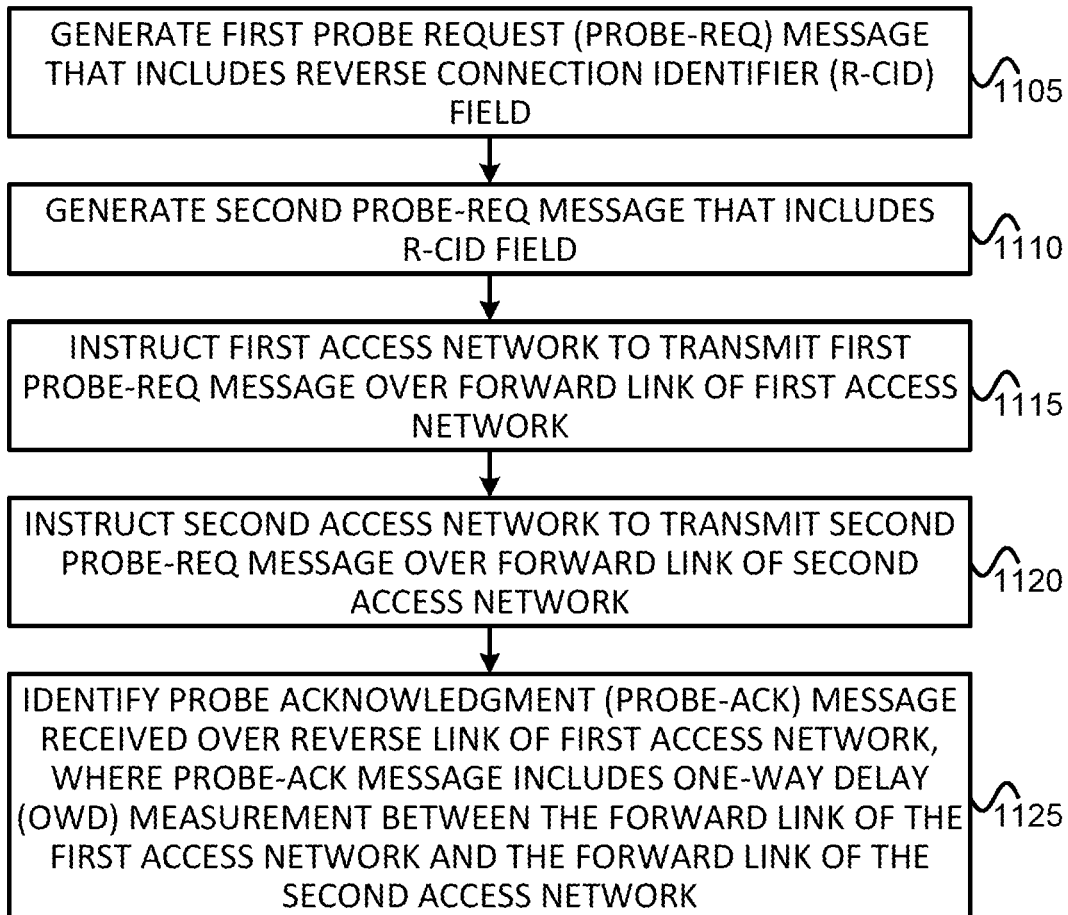 GENERATE FIRST PROBE REQUEST (PROBE-REQ) MESSAGE
THAT INCLUDES REVERSE CONNECTION IDENTIFIER (R-CID)
FIELD
1105
GENERATE SECOND PROBE-REQ MESSAGE THAT INCLUDES
R-CID FIELD
1110
INSTRUCT FIRST ACCESS NETWORK TO TRANSMIT FIRST
PROBE-REQ MESSAGE OVER FORWARD LINK OF FIRST ACCESS
NETWORK
1115
INSTRUCT SECOND ACCESS NETWORK TO TRANSMIT SECOND
PROBE-REQ MESSAGE OVER FORWARD LINK OF SECOND
ACCESS NETWORK
1120
IDENTIFY PROBE ACKNOWLEDGMENT (PROBE-ACK) MESSAGE
RECEIVED OVER REVERSE LINK OF FIRST ACCESS NETWORK,
WHERE PROBE-ACK MESSAGE INCLUDES ONE-WAY DELAY
(OWD) MEASUREMENT BETWEEN THE FORWARD LINK OF THE
FIRST ACCESS NETWORK AND THE FORWARD LINK OF THE
SECOND ACCESS NETWORK
1125